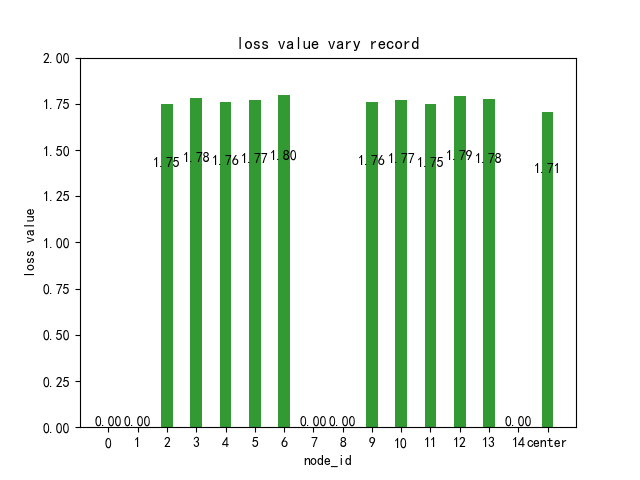 loss value vary record
loss value
2.00
1.75
1.50
1.25
1.00
0.75
0.50
0.25
0.00
0.00 0.00 1.75 1.78 1.76 1.77 1.80 0.00 0.00 1.76 1.77 1.75 1.79 1.78 0.00 1.71
0 1 2 3 4 5 6 7 8 9 10 11 12 13 14 center
node_id